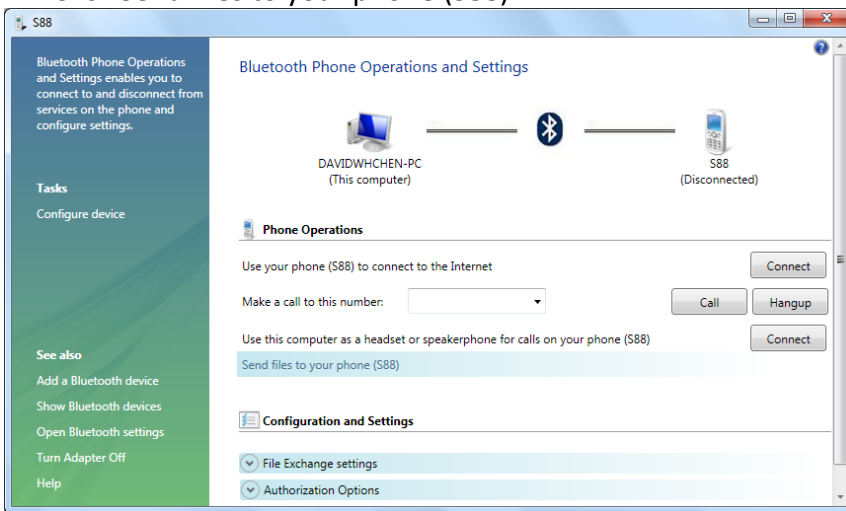 S88
Bluetooth Phone Operations
and Settings enables you to
connect to and disconnect from
services on the phone and
configure settings.
Tasks
Configure device
See also
Add a Bluetooth device
Show Bluetooth devices
Open Bluetooth settings
Turn Adapter Off
Help
Bluetooth Phone Operations and Settings
DAVIDWHCHEN-PC
(This computer)
S88
(Disconnected)
Phone Operations
Use your phone (S88) to connect to the Internet
Connect
Make a call to this number:
Call
Hangup
Use this computer as a headset or speakerphone for calls on your phone (S88)
Connect
Send files to your phone (S88)
Configuration and Settings
File Exchange settings
Authorization Options